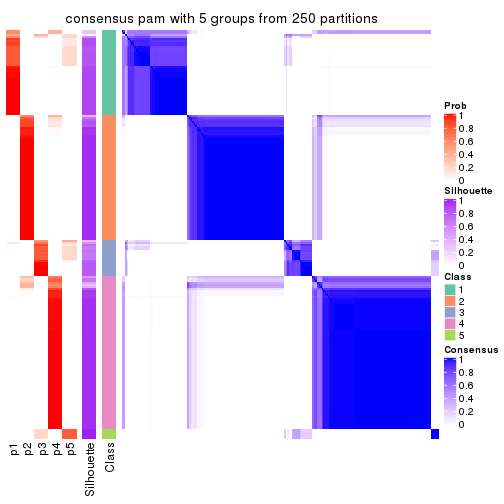 consensus pam with 5 groups from 250 partitions
Prob
1
0.8
0.6
0.4
0.2
0
Silhouette
1
0.8
0.6
0.4
0.2
0
Class
1
2
3
4
5
Consensus
1
0.8
0.6
0.4
0.2
0
p1
p2
p3
p4
p5
Silhouette
Class